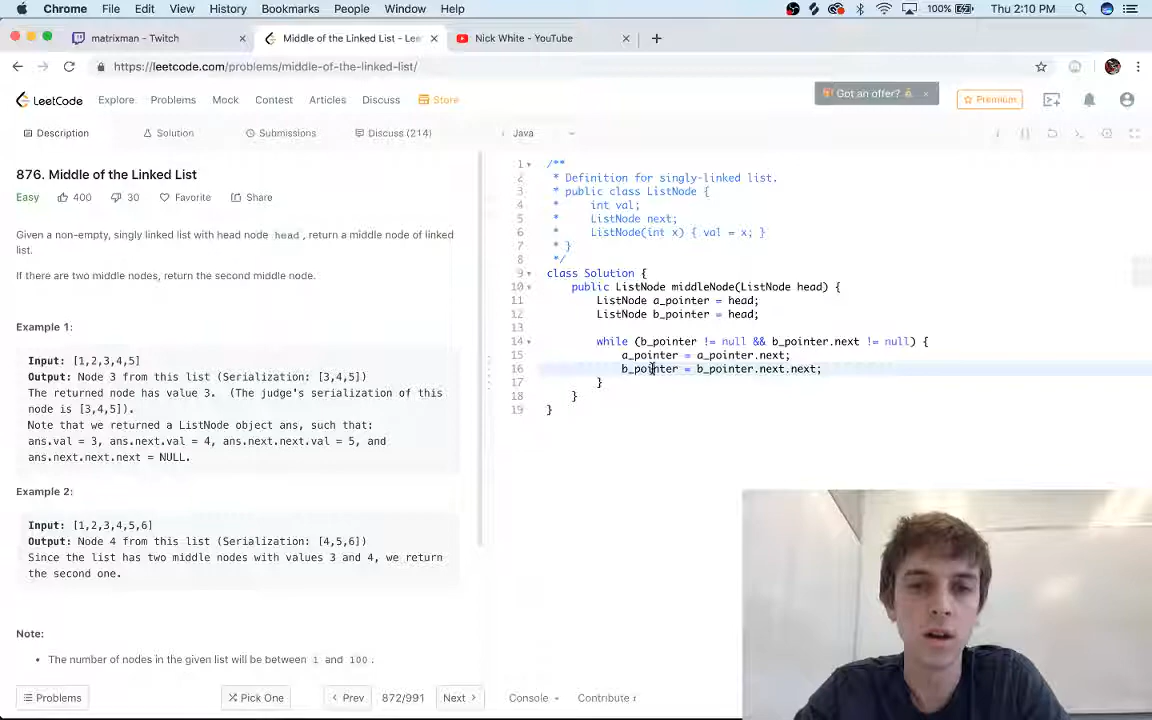 Chrome File Edit View History Bookmarks People Window Help 100% Thu 2:10 PM
matrixman - Twitch × Middle of the Linked List - Lee × Nick White - YouTube × +
https://leetcode.com/problems/middle-of-the-linked-list/
LeetCode Explore Problems Mock Contest Articles Discuss Store Got an offer? × Premium
Description Solution Submissions Discuss (214) Java
876. Middle of the Linked List
Easy 400 30 Favorite Share
Given a non-empty, singly linked list with head node head, return a middle node of linked
list.
If there are two middle nodes, return the second middle node.
Example 1:
Input: [1,2,3,4,5]
Output: Node 3 from this list (Serialization: [3,4,5])
The returned node has value 3. (The judge's serialization of this
node is [3,4,5]).
Note that we returned a ListNode object ans, such that:
ans.val = 3, ans.next.val = 4, ans.next.next.val = 5, and
ans.next.next.next = NULL.
Example 2:
Input: [1,2,3,4,5,6]
Output: Node 4 from this list (Serialization: [4,5,6])
Since the list has two middle nodes with values 3 and 4, we return
the second one.
Note:
• The number of nodes in the given list will be between 1 and 100.
1 /**
2 * Definition for singly-linked list.
3 * public class ListNode {
4 * int val;
5 * ListNode next;
6 * ListNode(int x) { val = x; }
7 * }
8 */
9 class Solution {
10 public ListNode middleNode(ListNode head) {
11 ListNode a_pointer = head;
12 ListNode b_pointer = head;
13
14 while (b_pointer != null && b_pointer.next != null) {
15 a_pointer = a_pointer.next;
16 b_pointer = b_pointer.next.next;
17 }
18 }
19 }
Problems Pick One Prev 872/991 Next Console Contribute